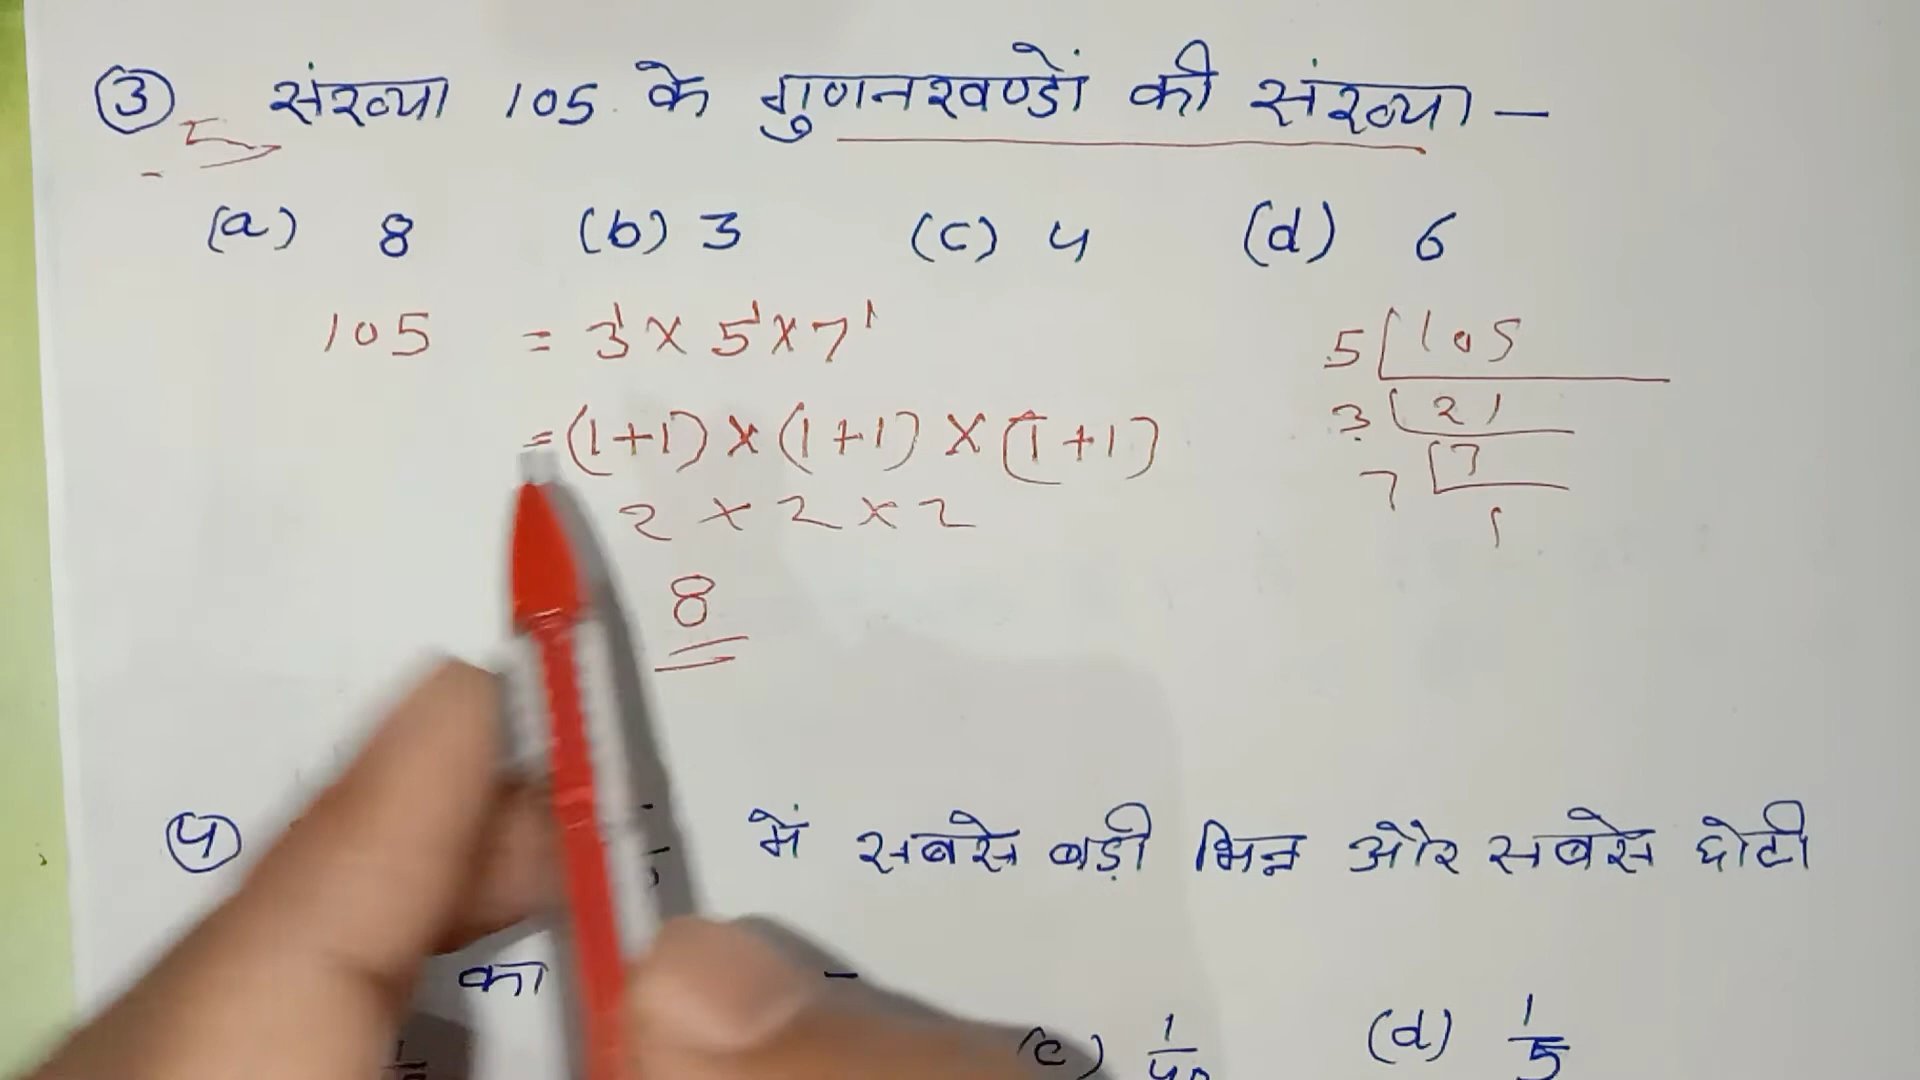 ③ संख्या 105 के गुणनखण्डों की संख्या –
(a) 8 (b) 3 (c) 4 (d) 6
105 = 3¹ × 5¹ × 7¹
= (1+1) × (1+1) × (1+1)
2 × 2 × 2
8
5 105
3 21
7 7
1
④ में सबसे बड़ी भिन्न और सबसे छोटी
का –
(c) (d) 1/5